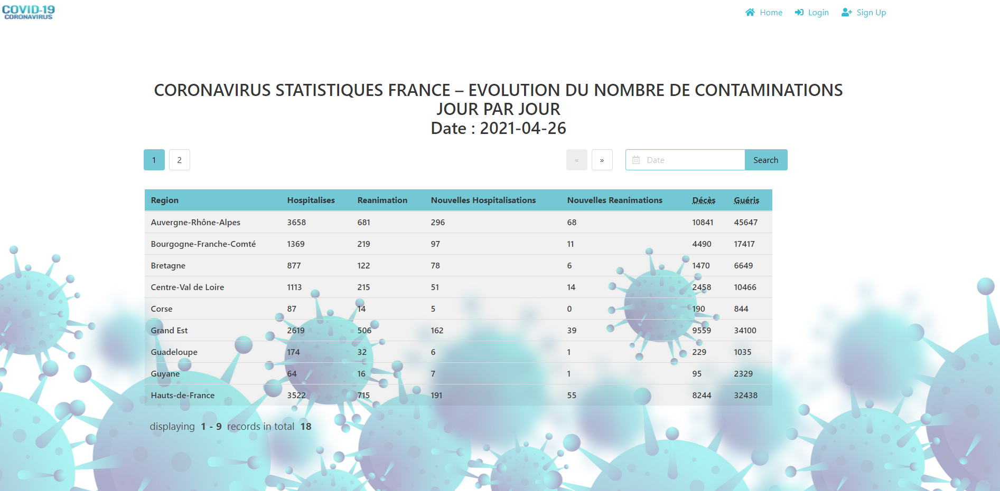 COVID-19
CORONAVIRUS
Home Login Sign Up
CORONAVIRUS STATISTIQUES FRANCE – EVOLUTION DU NOMBRE DE CONTAMINATIONS
JOUR PAR JOUR
Date : 2021-04-26
1 2 « » Date Search
Region Hospitalises Reanimation Nouvelles Hospitalisations Nouvelles Reanimations Décès Guéris
Auvergne-Rhône-Alpes 3658 681 296 68 10841 45647
Bourgogne-Franche-Comté 1369 219 97 11 4490 17417
Bretagne 877 122 78 6 1470 6649
Centre-Val de Loire 1113 215 51 14 2458 10466
Corse 87 14 5 0 190 844
Grand Est 2619 506 162 39 9559 34100
Guadeloupe 174 32 6 1 229 1035
Guyane 64 16 7 1 95 2329
Hauts-de-France 3522 715 191 55 8244 32438
displaying 1 - 9 records in total 18